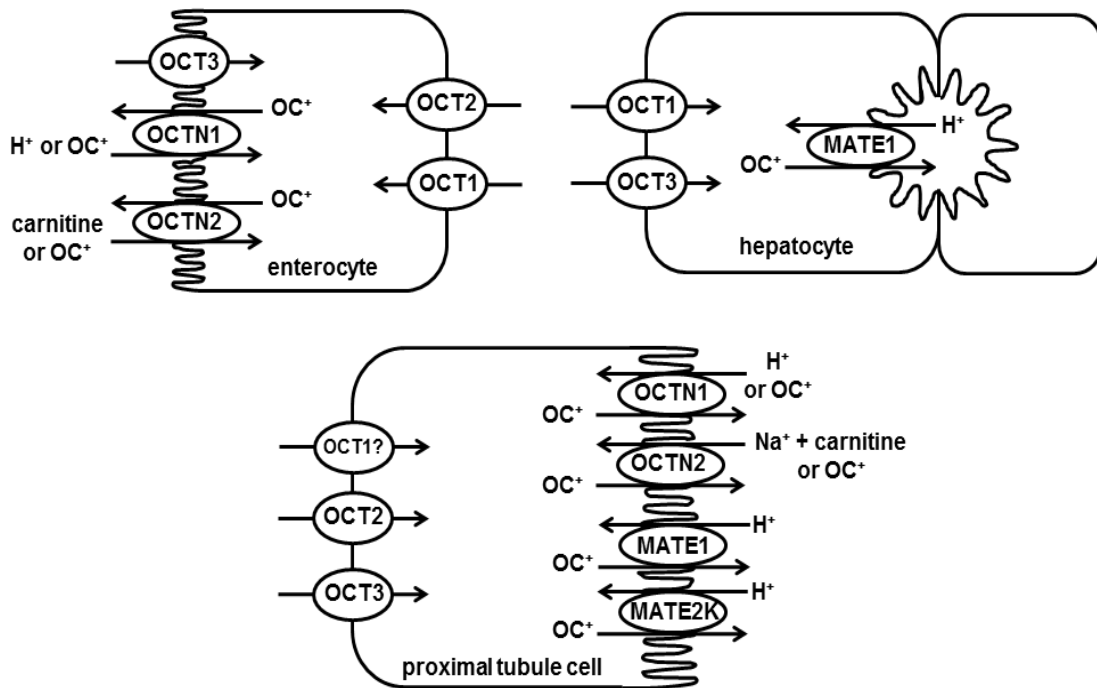 OCT3
OC⁺
OCTN1
H⁺ or OC⁺
OC⁺
OCTN2
carnitine
or OC⁺
OCT2
OCT1
enterocyte
OCT1
OCT3
H⁺
MATE1
OC⁺
hepatocyte
OCT1?
OCT2
OCT3
H⁺
or OC⁺
OCTN1
OC⁺
Na⁺ + carnitine
or OC⁺
OCTN2
OC⁺
H⁺
MATE1
OC⁺
H⁺
MATE2K
OC⁺
proximal tubule cell